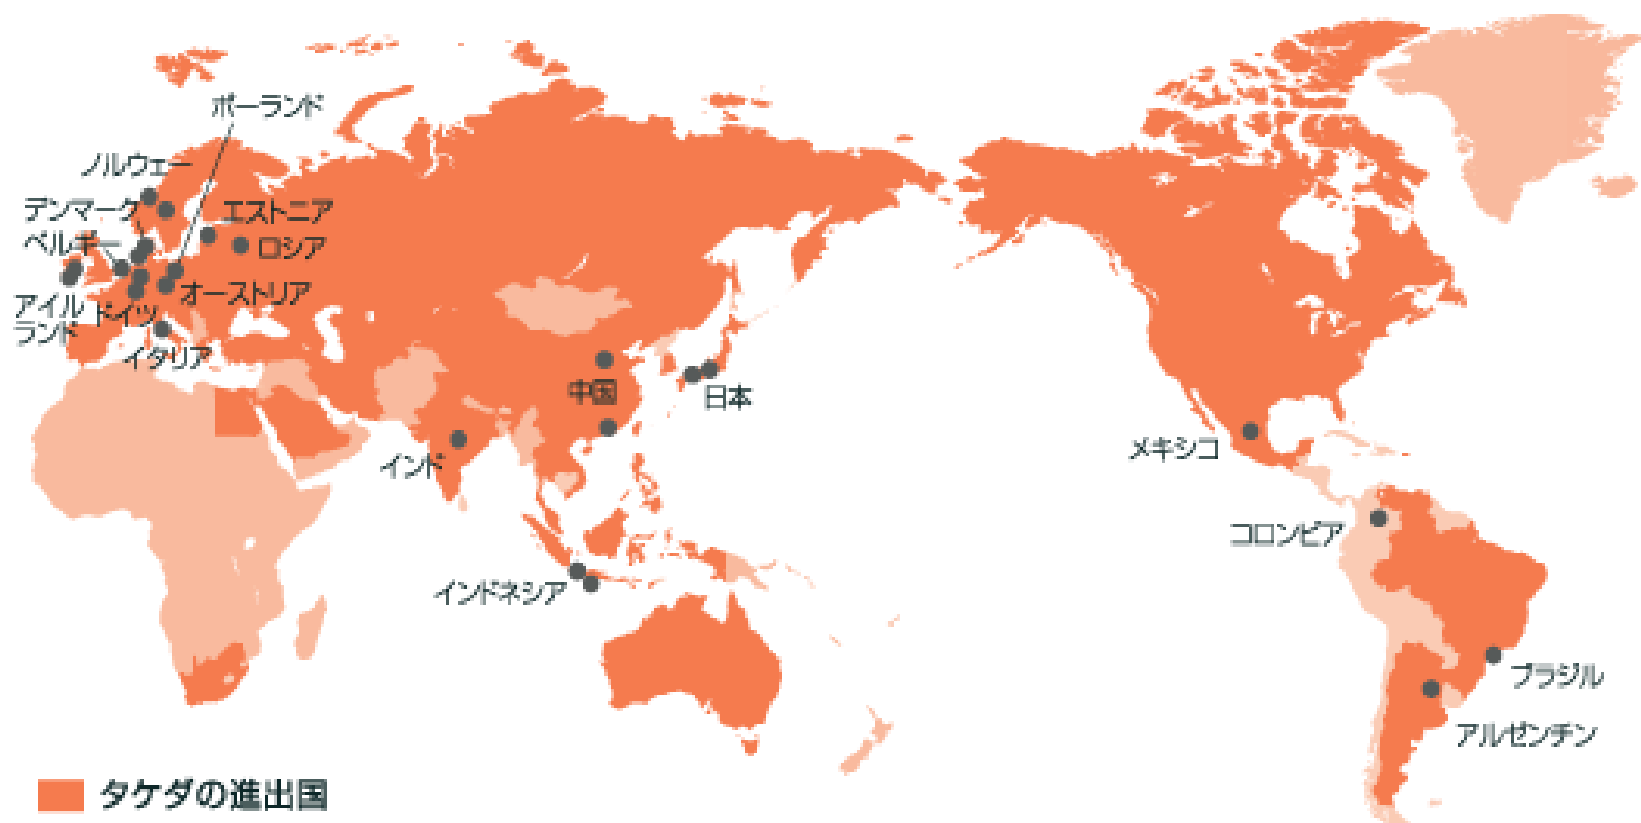 ポーランド
ノルウェー
デンマーク
エストニア
ベルギー
ロシア
アイル
ランド
ドイツ
オーストリア
イタリア
中国
日本
インド
メキシコ
コロンビア
インドネシア
ブラジル
アルゼンチン
タケダの進出国